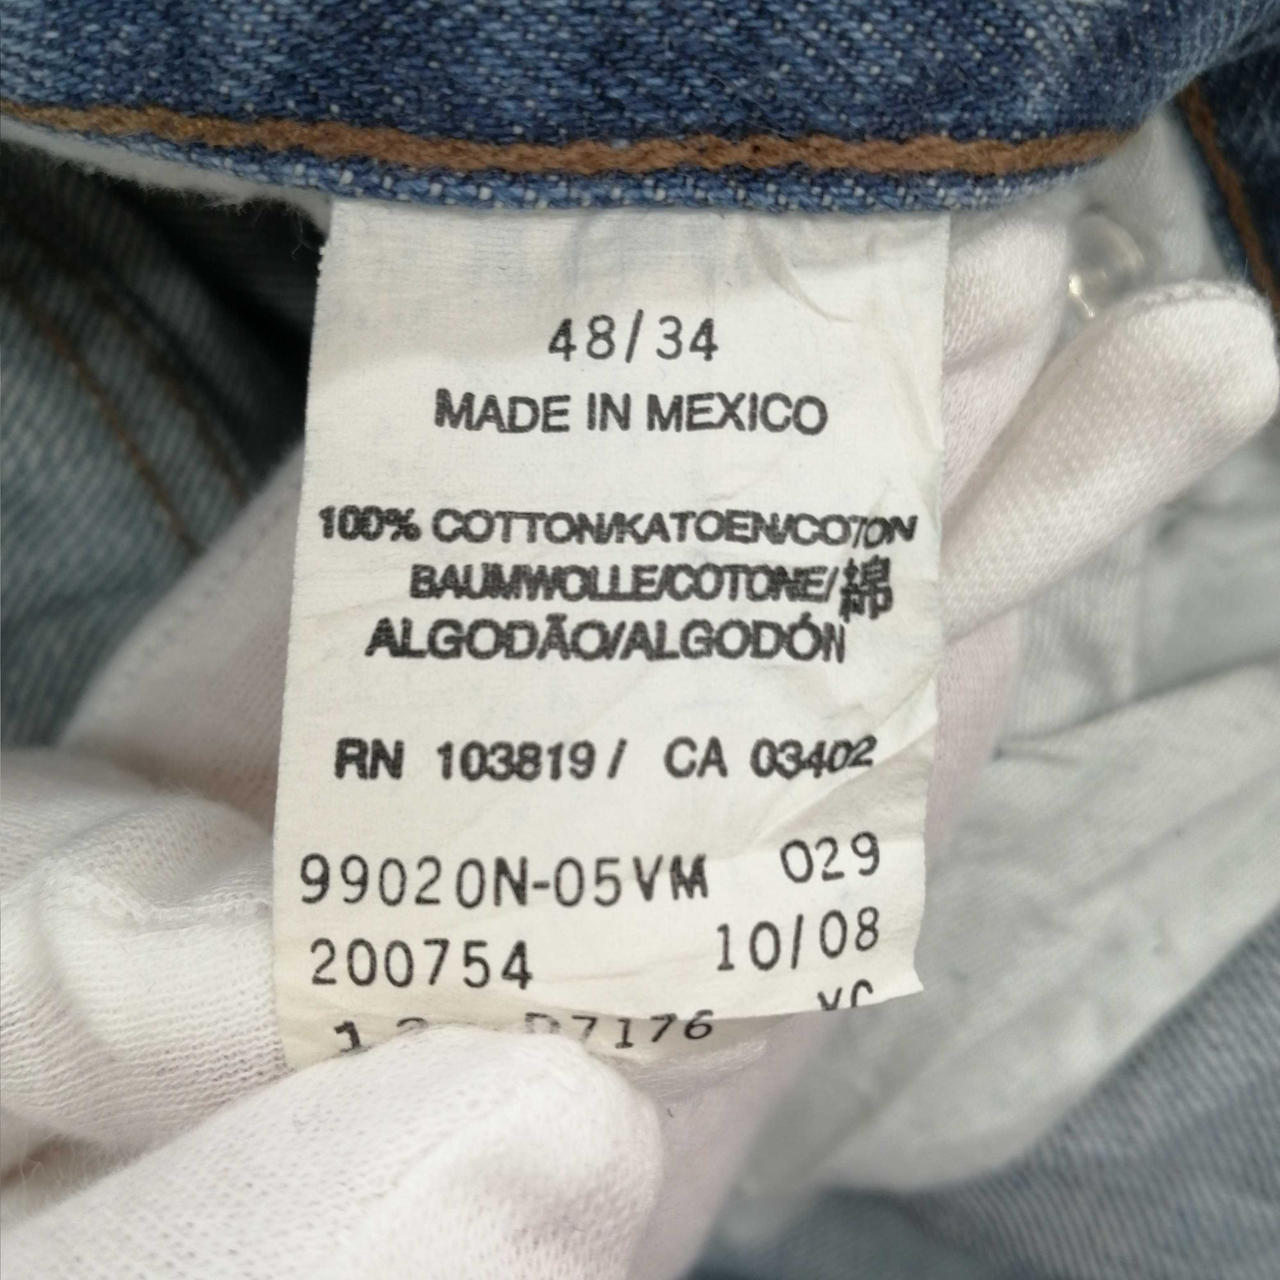 48/34
MADE IN MEXICO
100% COTTON/KATOEN/COTON
BAUMWOLLE/COTONE/綿
ALGODÃO/ALGODÓN
RN 103819 / CA 03402
99020N-05VM 029
200754 10/08
7176